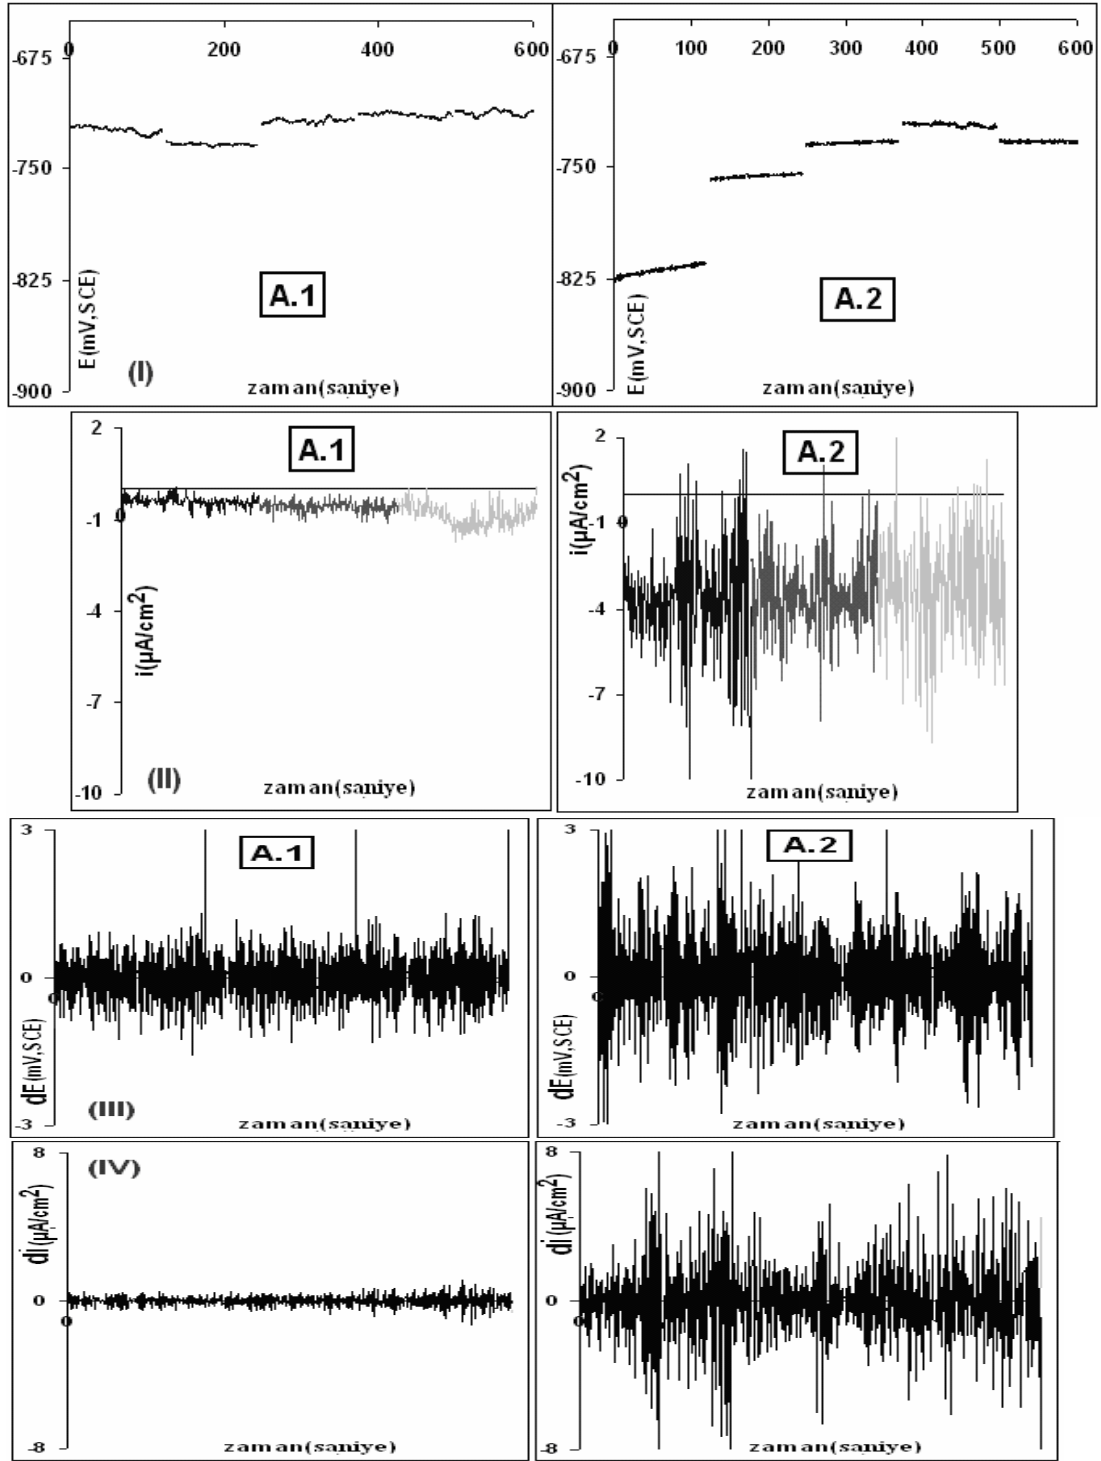 0 200 400 600
-675
-750
-825
-900
E(mV,SCE)
A.1
(I)
zaman(saniye)
0 100 200 300 400 500 600
-675
-750
-825
-900
E(mV,SCE)
A.2
zaman(saniye)
2
-1
-4
-7
-10
0
i(µA/cm²)
A.1
(II)
zaman(saniye)
2
-1
-4
-7
-10
0
i(µA/cm²)
A.2
zaman(saniye)
3
0
-3
0
dE(mV,SCE)
A.1
(III)
zaman(saniye)
3
0
-3
0
dE(mV,SCE)
A.2
zaman(saniye)
8
0
-8
0
di(µA/cm²)
(IV)
zaman(saniye)
8
0
-8
0
di(µA/cm²)
zaman(saniye)